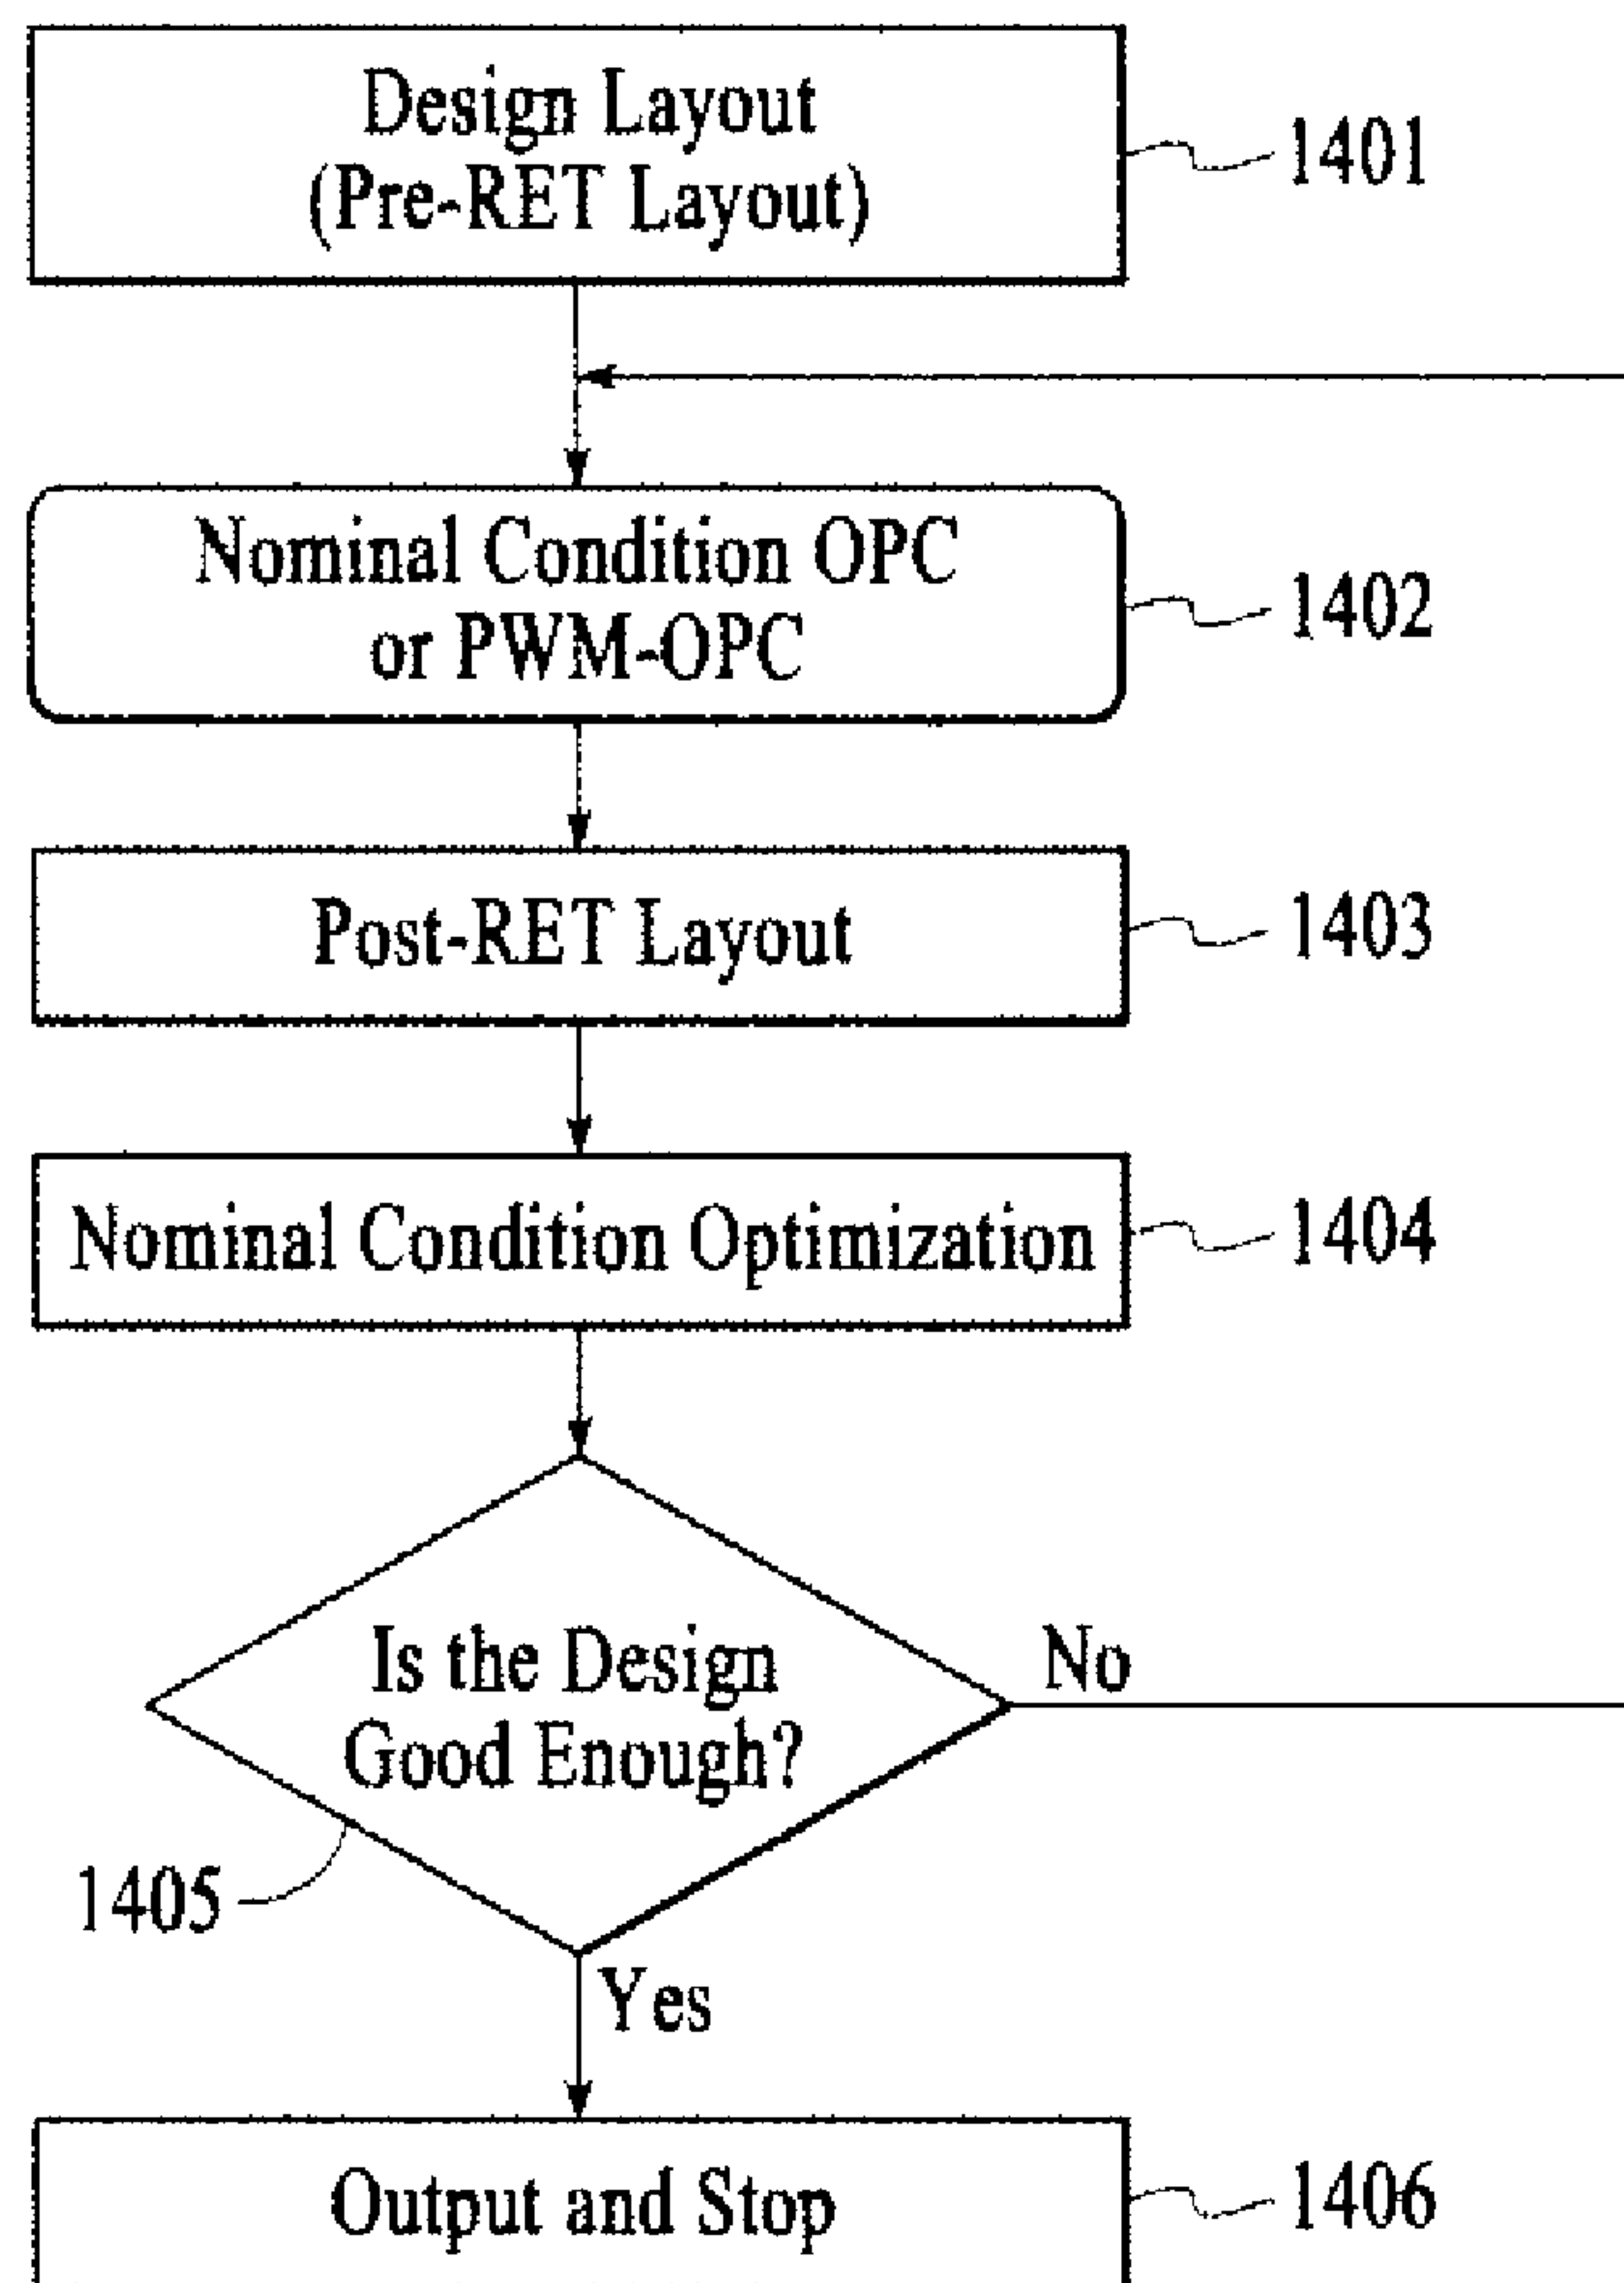 Design Layout
(Pre-RET Layout)
1401
Nominal Condition OPC
or PWM-OPC
1402
Post-RET Layout
1403
Nominal Condition Optimization
1404
Is the Design
Good Enough?
No
1405
Yes
Output and Stop
1406